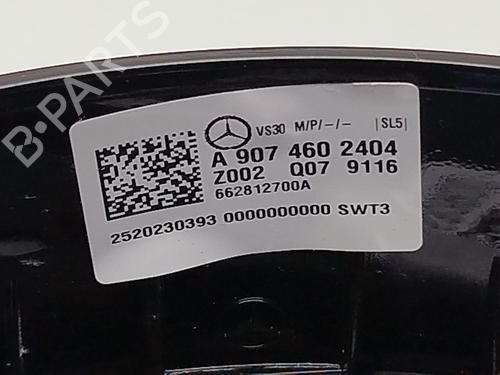 B-PARTS
VS30 M/P/-/- |SL5|
A 907 460 2404
Z002 Q07 9116
662812700A
2520230393 0000000000 SWT3